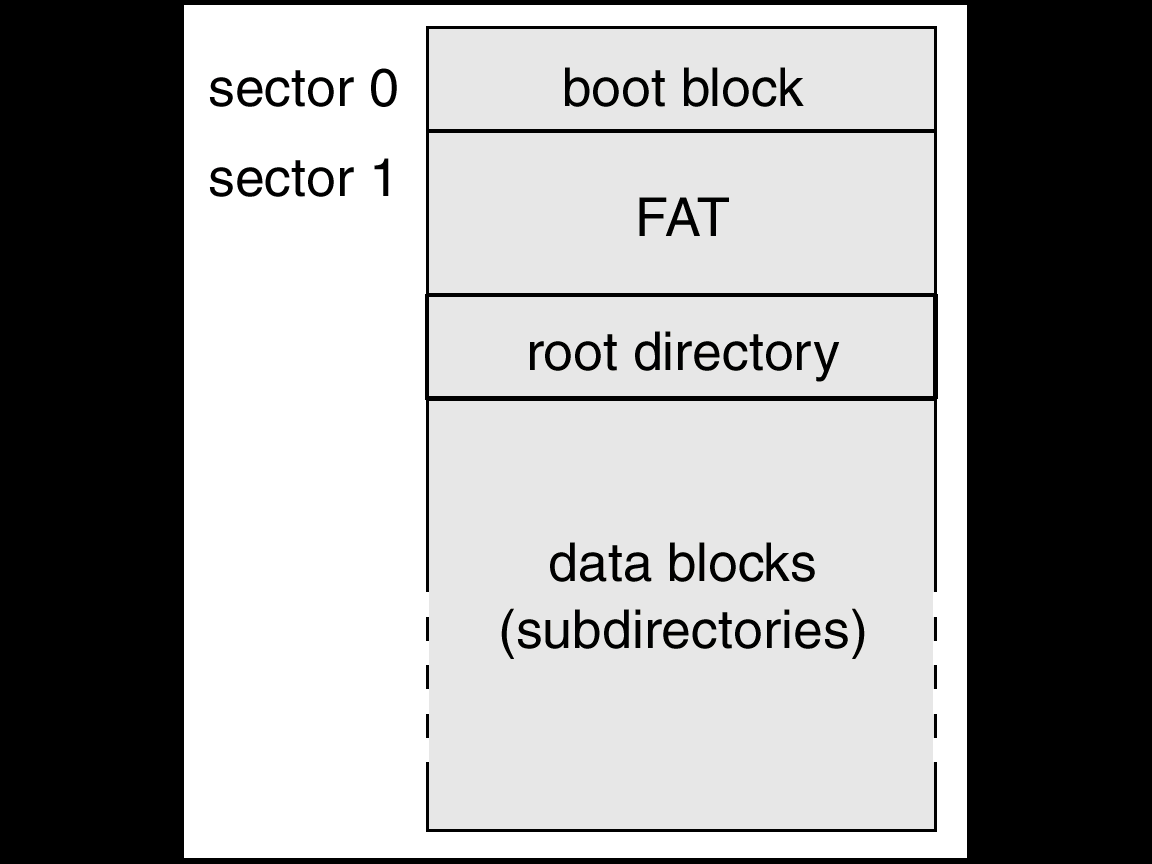 sector 0
boot block
sector 1
FAT
root directory
data blocks
(subdirectories)